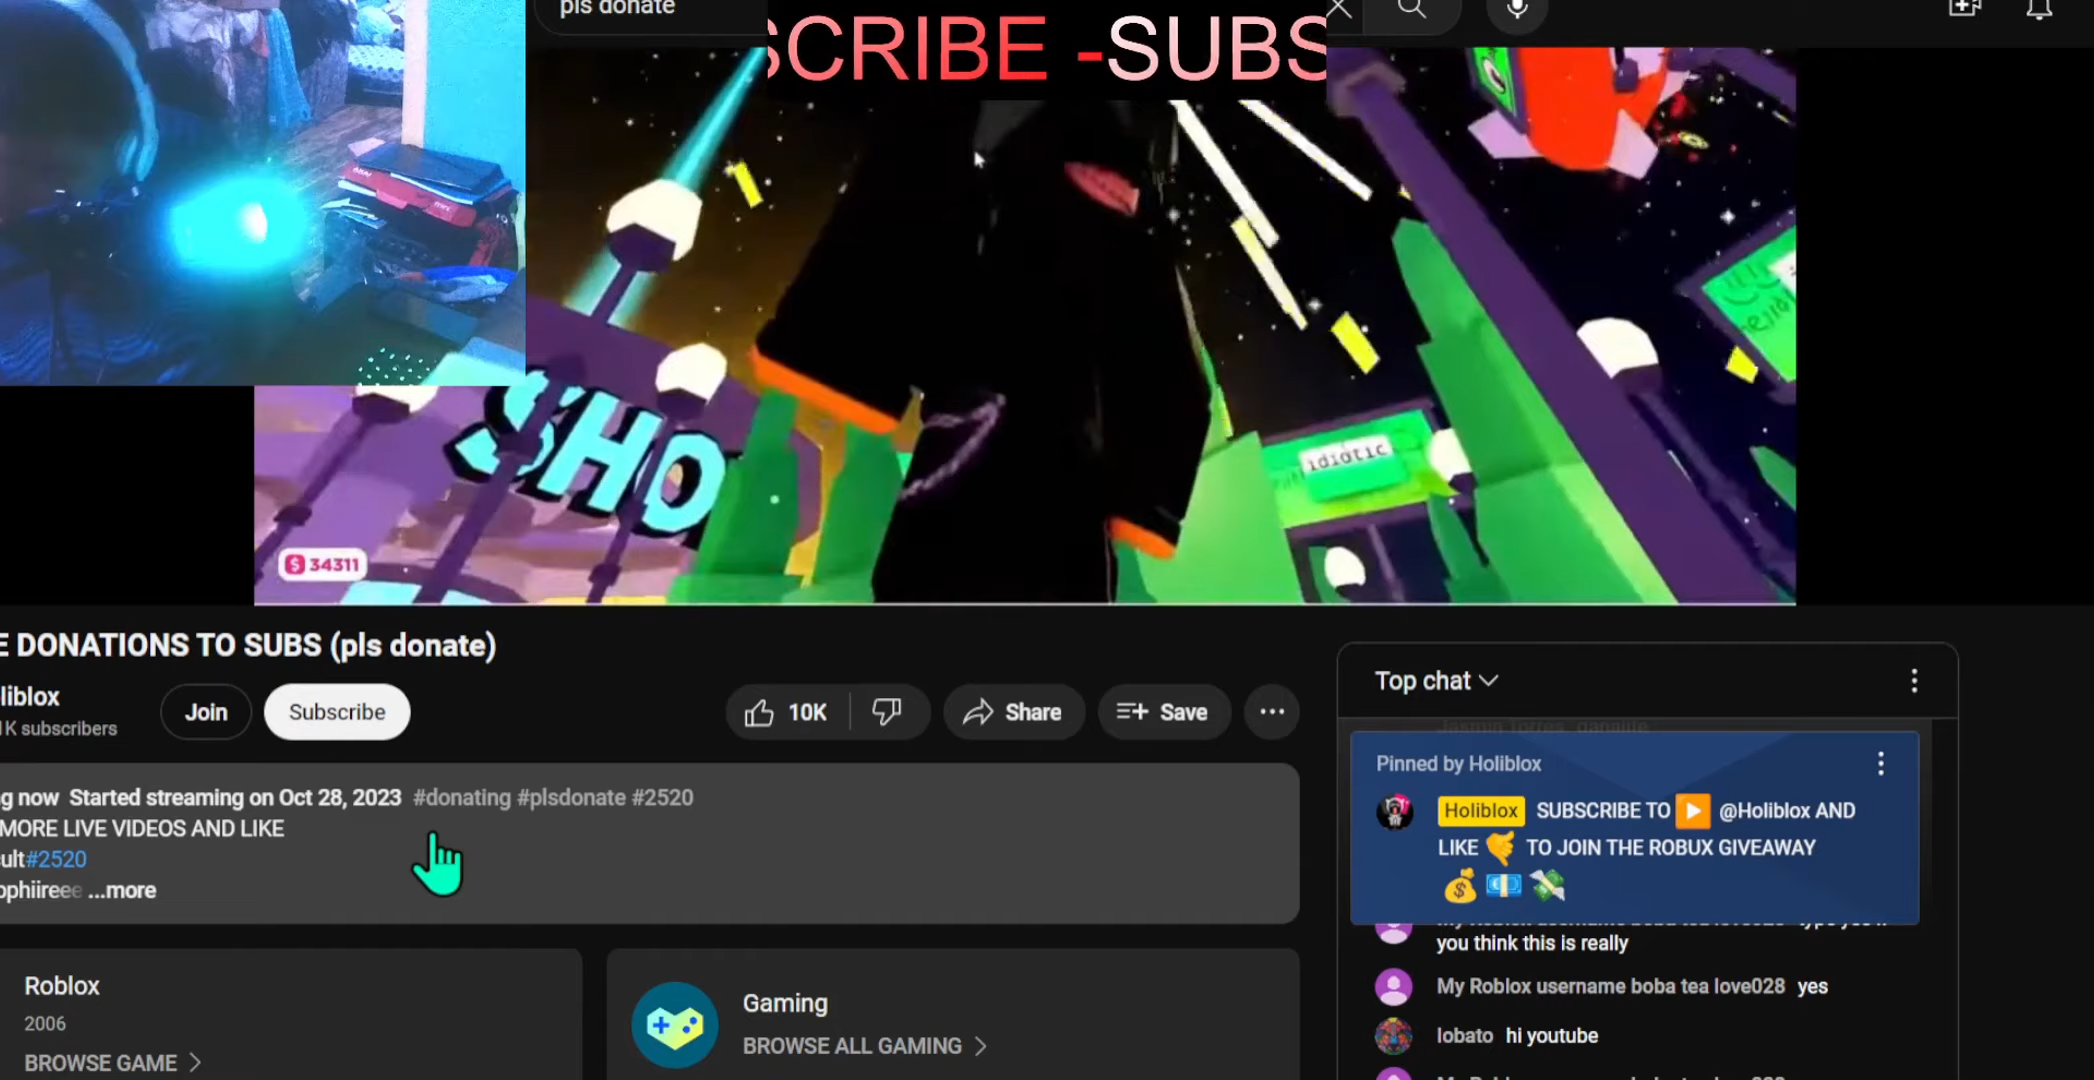 pls donate
SCRIBE -SUBS
SHO
idiotic
34311
E DONATIONS TO SUBS (pls donate)
liblox
1K subscribers
Join
Subscribe
10K
Share
Save
g now Started streaming on Oct 28, 2023 #donating #plsdonate #2520
MORE LIVE VIDEOS AND LIKE
ult#2520
ophiireee ...more
Roblox
2006
BROWSE GAME
Gaming
BROWSE ALL GAMING
Top chat
Pinned by Holiblox
Holiblox SUBSCRIBE TO @Holiblox AND
LIKE TO JOIN THE ROBUX GIVEAWAY
you think this is really
My Roblox username boba tea love028 yes
lobato hi youtube